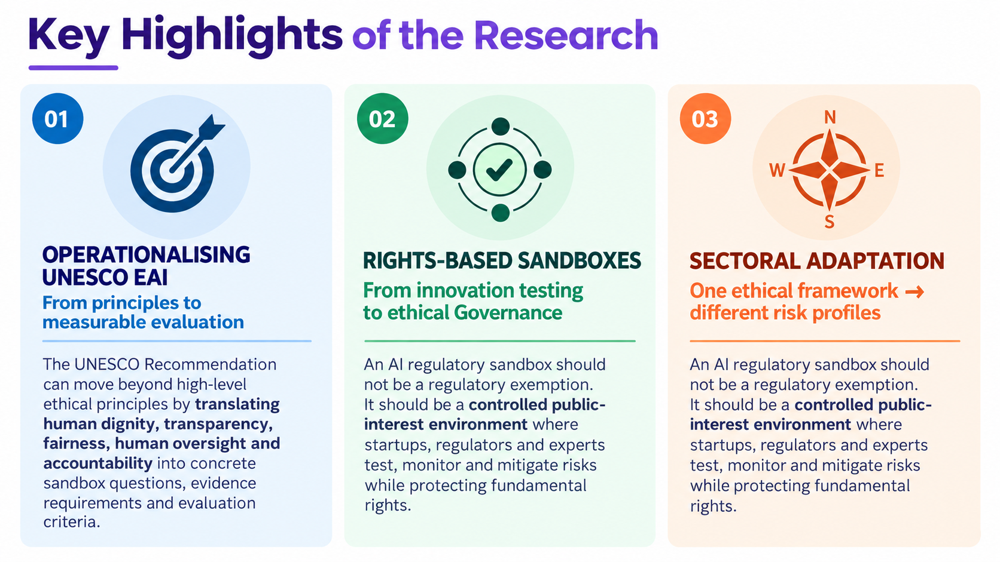 Key Highlights of the Research
01
OPERATIONALISING
UNESCO EAI
From principles to
measurable evaluation
The UNESCO Recommendation
can move beyond high-level
ethical principles by translating
human dignity, transparency,
fairness, human oversight and
accountability into concrete
sandbox questions, evidence
requirements and evaluation
criteria.
02
RIGHTS-BASED SANDBOXES
From innovation testing
to ethical Governance
An AI regulatory sandbox should
not be a regulatory exemption.
It should be a controlled public-
interest environment where
startups, regulators and experts
test, monitor and mitigate risks
while protecting fundamental
rights.
03
N
W E
S
SECTORAL ADAPTATION
One ethical framework →
different risk profiles
An AI regulatory sandbox should
not be a regulatory exemption.
It should be a controlled public-
interest environment where
startups, regulators and experts
test, monitor and mitigate risks
while protecting fundamental
rights.